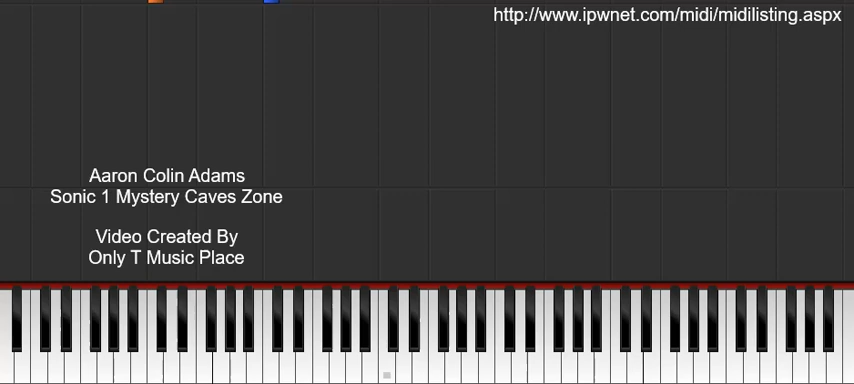 http://www.ipwnet.com/midi/midilisting.aspx
Aaron Colin Adams
Sonic 1 Mystery Caves Zone
Video Created By
Only T Music Place